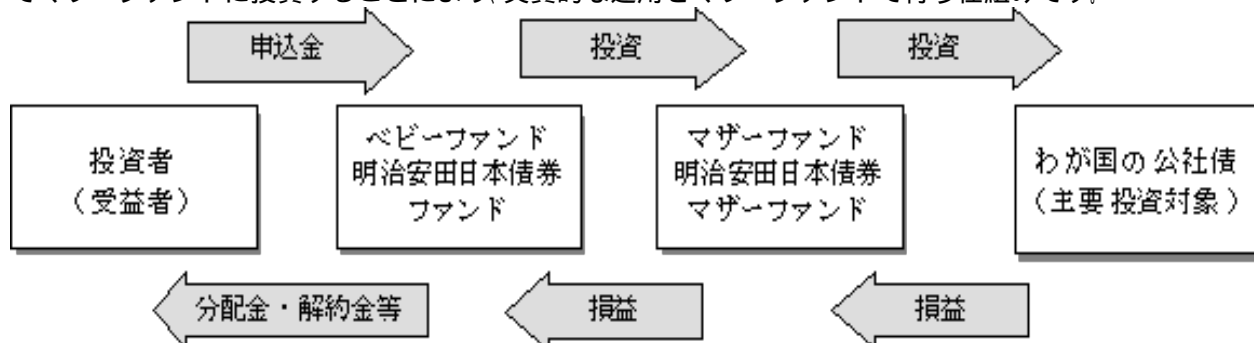 申込金
投資
投資
投資者
（受益者）
ベビーファンド
明治安田日本債券
ファンド
マザーファンド
明治安田日本債券
マザーファンド
わが国の公社債
（主要投資対象）
分配金・解約金等
損益
損益